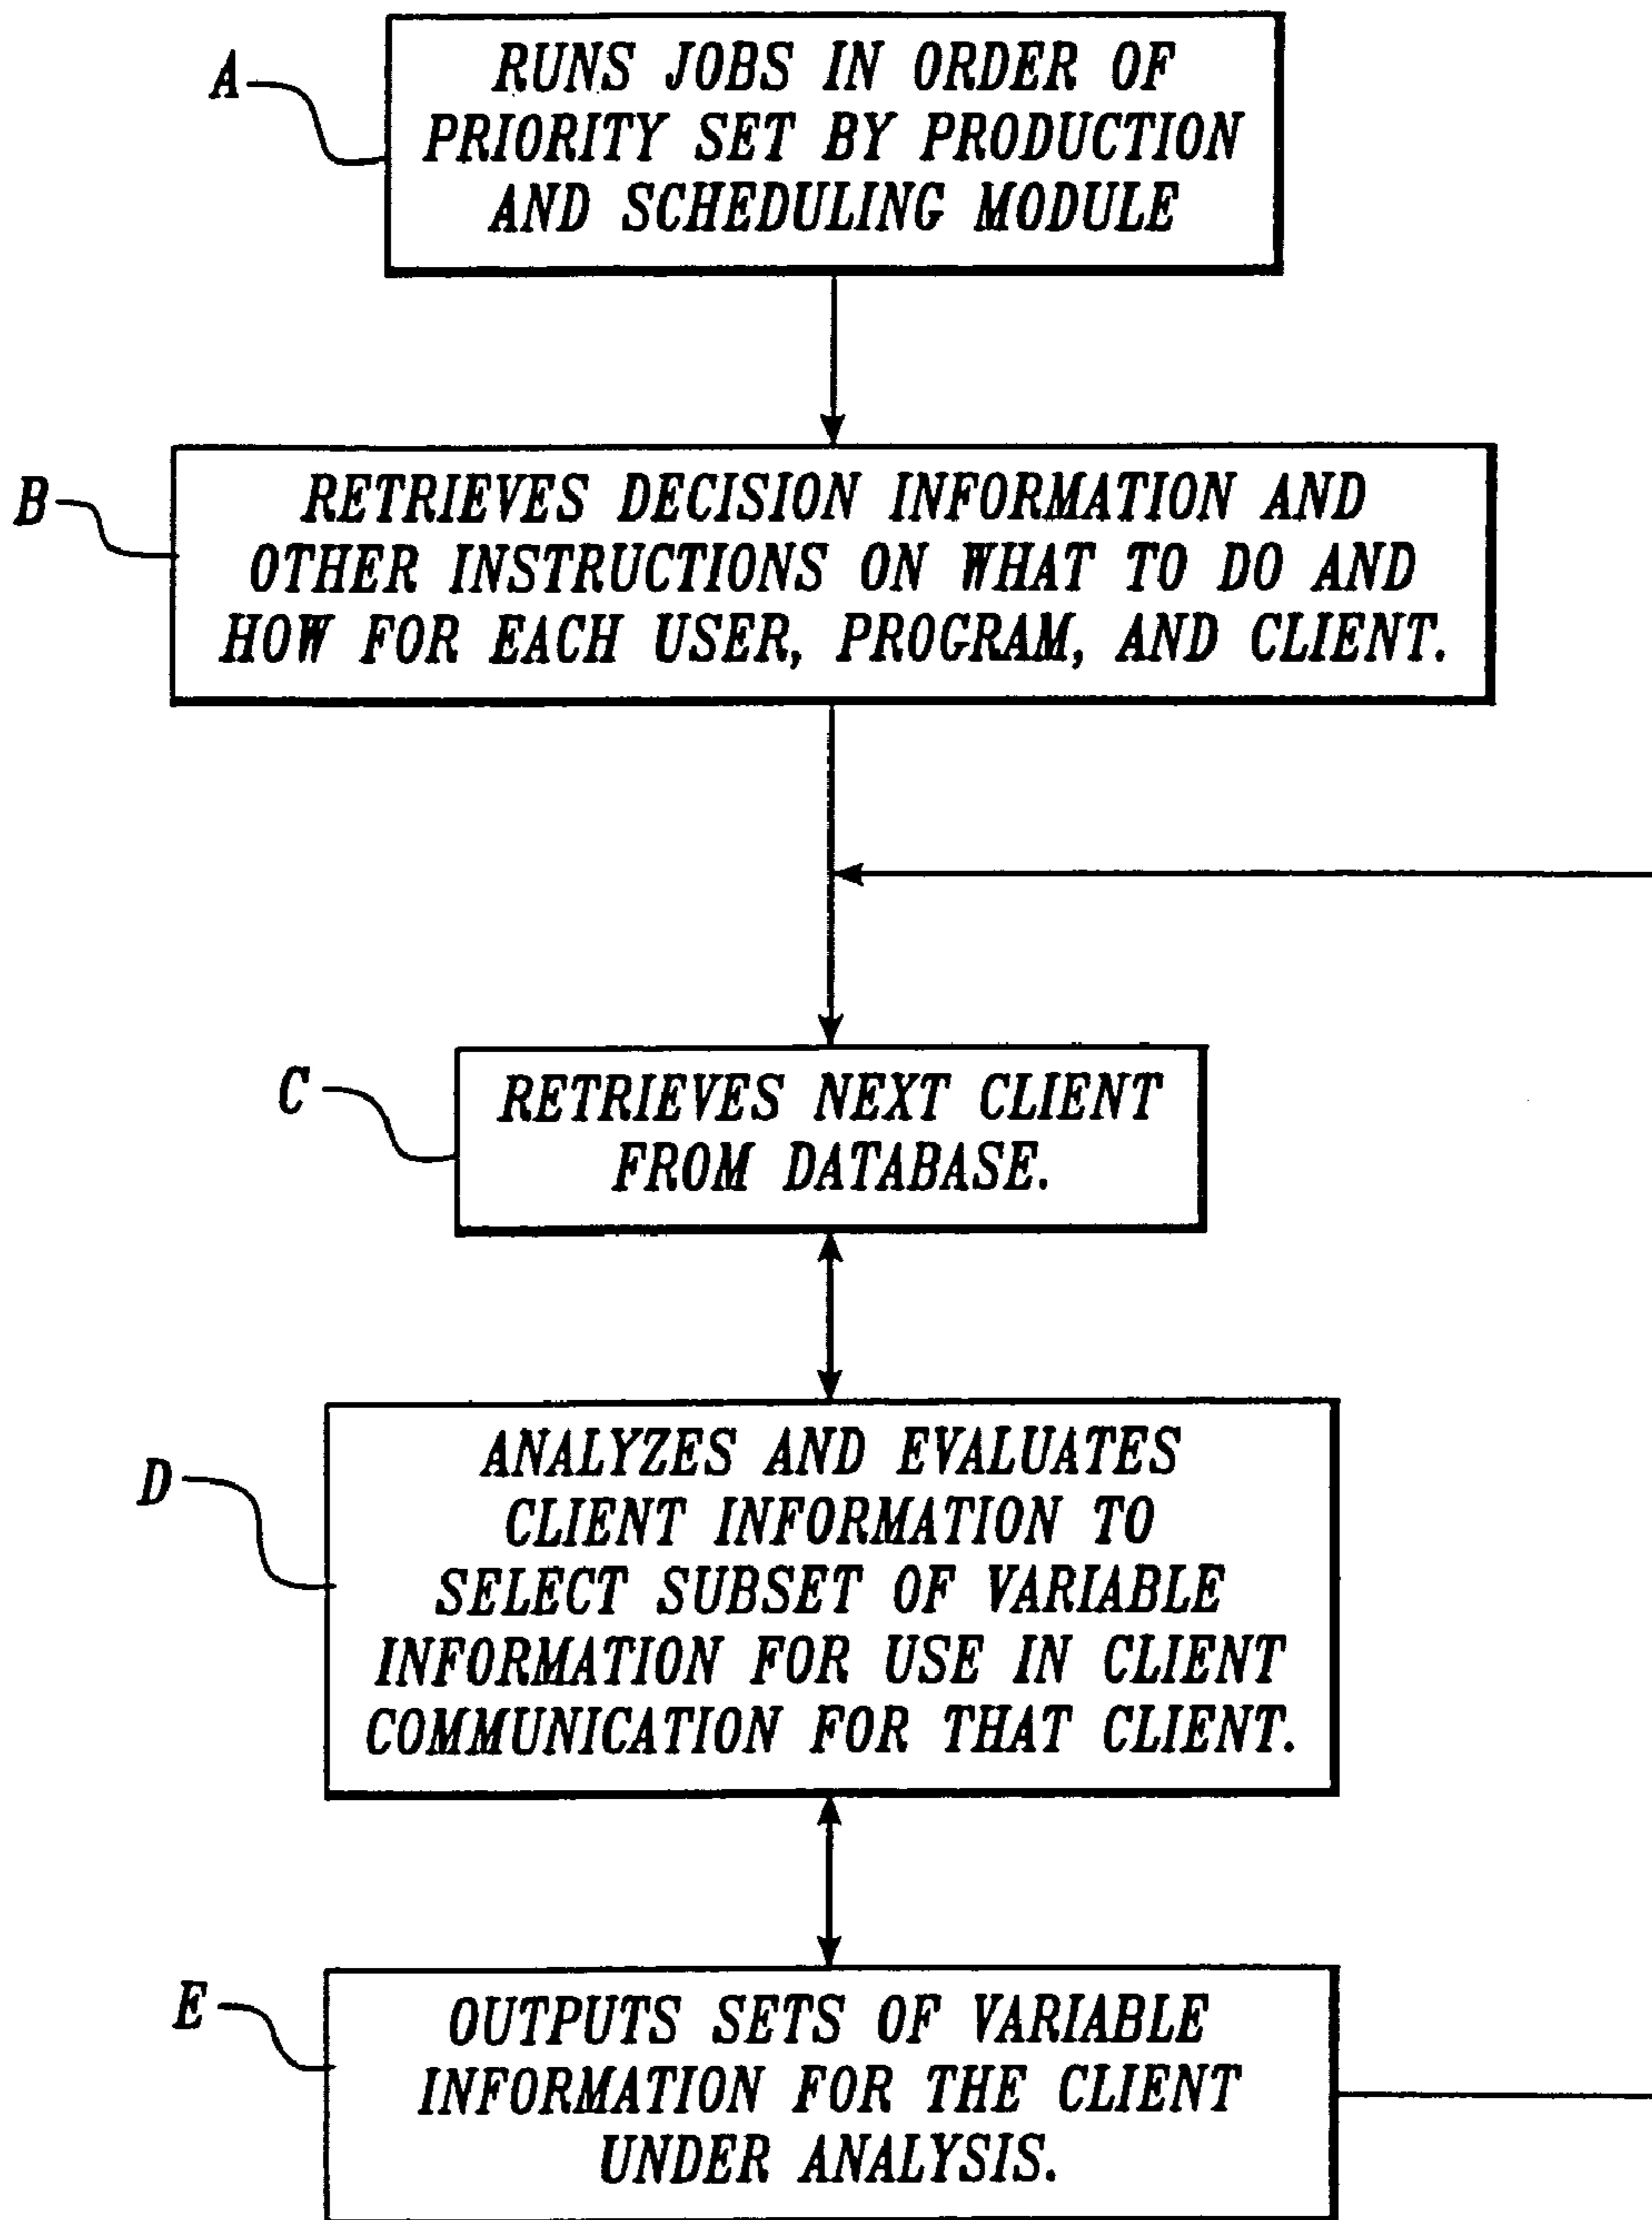 A
RUNS JOBS IN ORDER OF
PRIORITY SET BY PRODUCTION
AND SCHEDULING MODULE
B
RETRIEVES DECISION INFORMATION AND
OTHER INSTRUCTIONS ON WHAT TO DO AND
HOW FOR EACH USER, PROGRAM, AND CLIENT.
C
RETRIEVES NEXT CLIENT
FROM DATABASE.
D
ANALYZES AND EVALUATES
CLIENT INFORMATION TO
SELECT SUBSET OF VARIABLE
INFORMATION FOR USE IN CLIENT
COMMUNICATION FOR THAT CLIENT.
E
OUTPUTS SETS OF VARIABLE
INFORMATION FOR THE CLIENT
UNDER ANALYSIS.